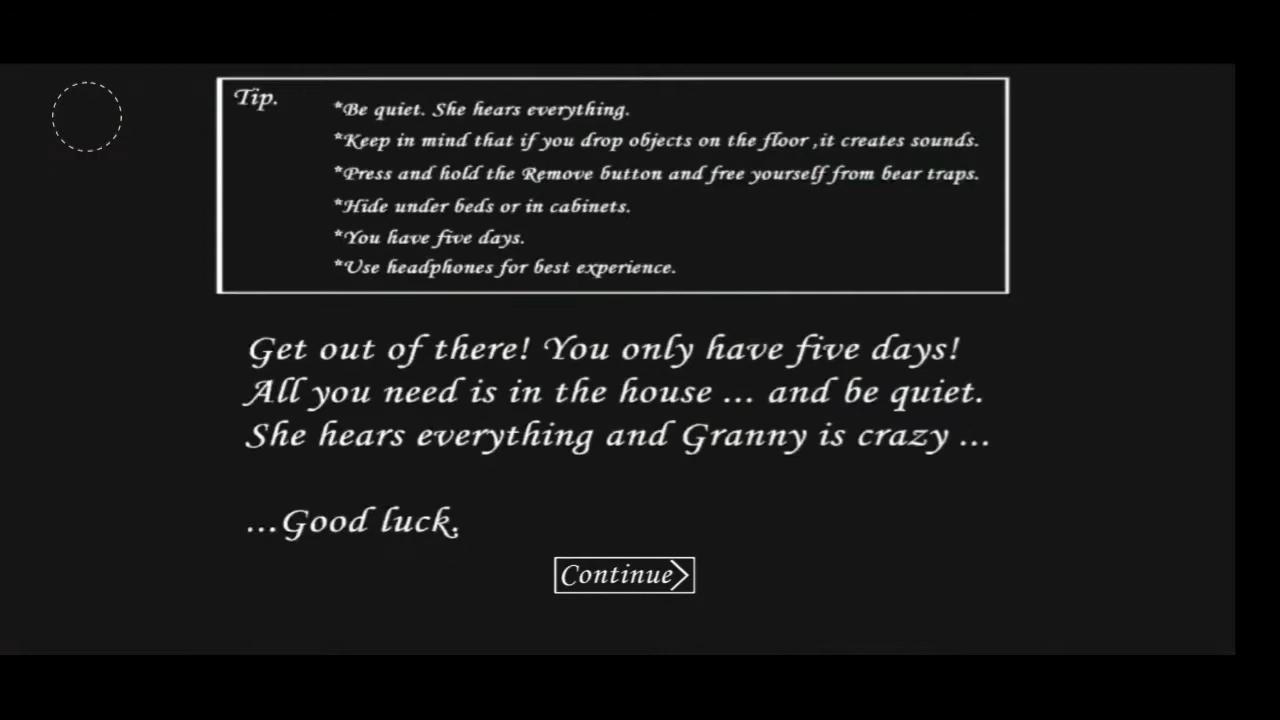 Tip.
*Be quiet. She hears everything.
*Keep in mind that if you drop objects on the floor ,it creates sounds.
*Press and hold the Remove button and free yourself from bear traps.
*Hide under beds or in cabinets.
*You have five days.
*Use headphones for best experience.
Get out of there! You only have five days!
All you need is in the house ... and be quiet.
She hears everything and Granny is crazy ...
...Good luck.
Continue